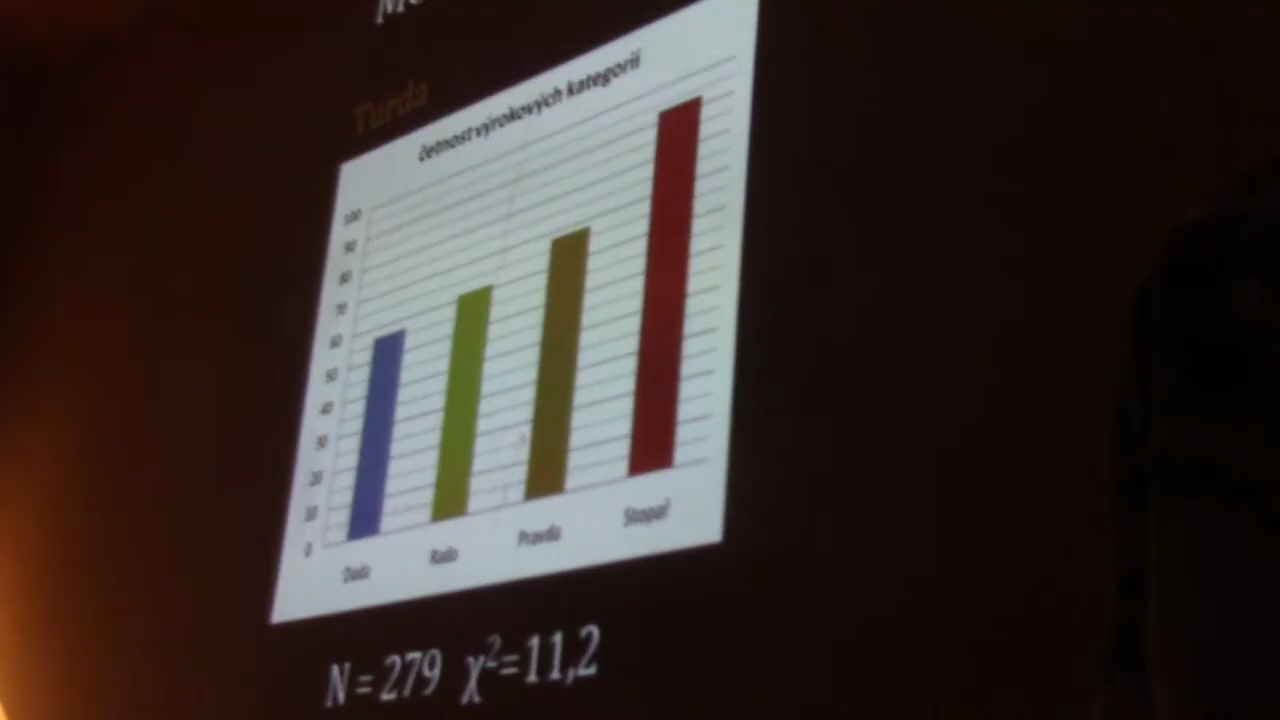 Turda
četnost výrokových kategorií
100
90
80
70
60
50
40
30
20
10
0
Dada Rada Pravda Stopař
N = 279 χ²=11,2